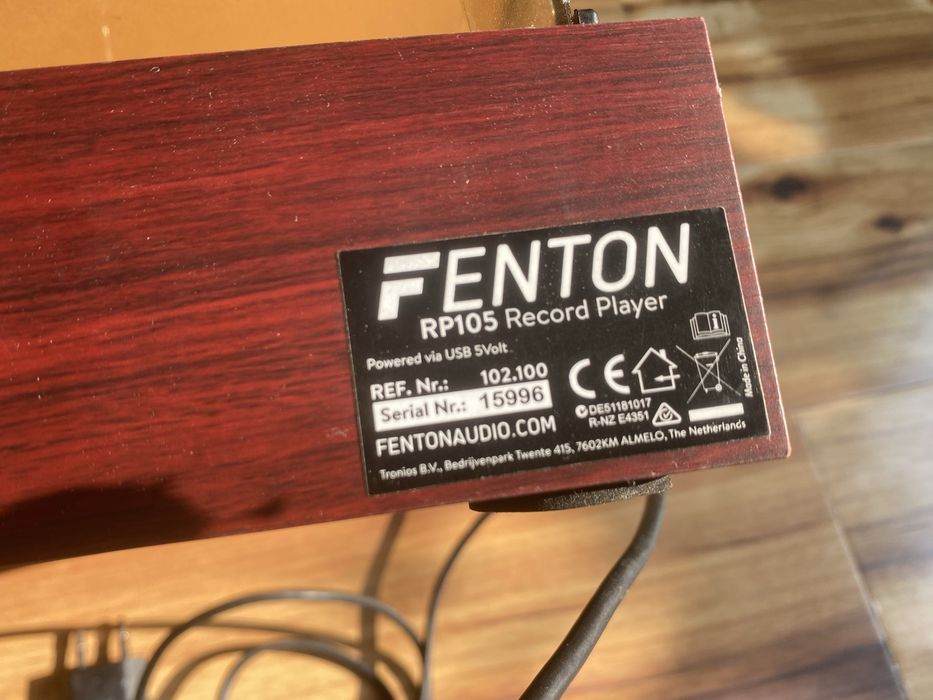 FENTON
RP105 Record Player
Powered via USB 5Volt
REF. Nr.: 102.100
Serial Nr.: 15996
FENTONAUDIO.COM
CE
DE51181017
R-NZ E4351
Made in China
Tronios B.V., Bedrijvenpark Twente 415, 7602KM ALMELO, The Netherlands